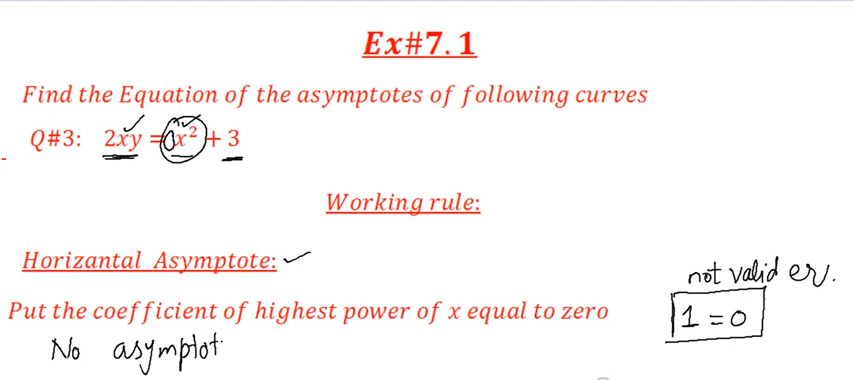 Ex#7.1
Find the Equation of the asymptotes of following curves
Q#3: 2xy = x² + 3
Working rule:
Horizantal Asymptote:
Put the coefficient of highest power of x equal to zero
No asymptot
not valid er.
1 = 0